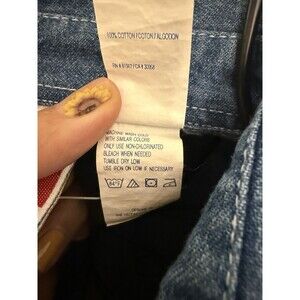 100% COTTON/COTON/ALGODON
MACHINE WASH COLD
WITH SIMILAR COLORS
ONLY USE NON-CHLORINATED
BLEACH WHEN NEEDED
TUMBLE DRY LOW
USE IRON ON LOW IF NECESSARY